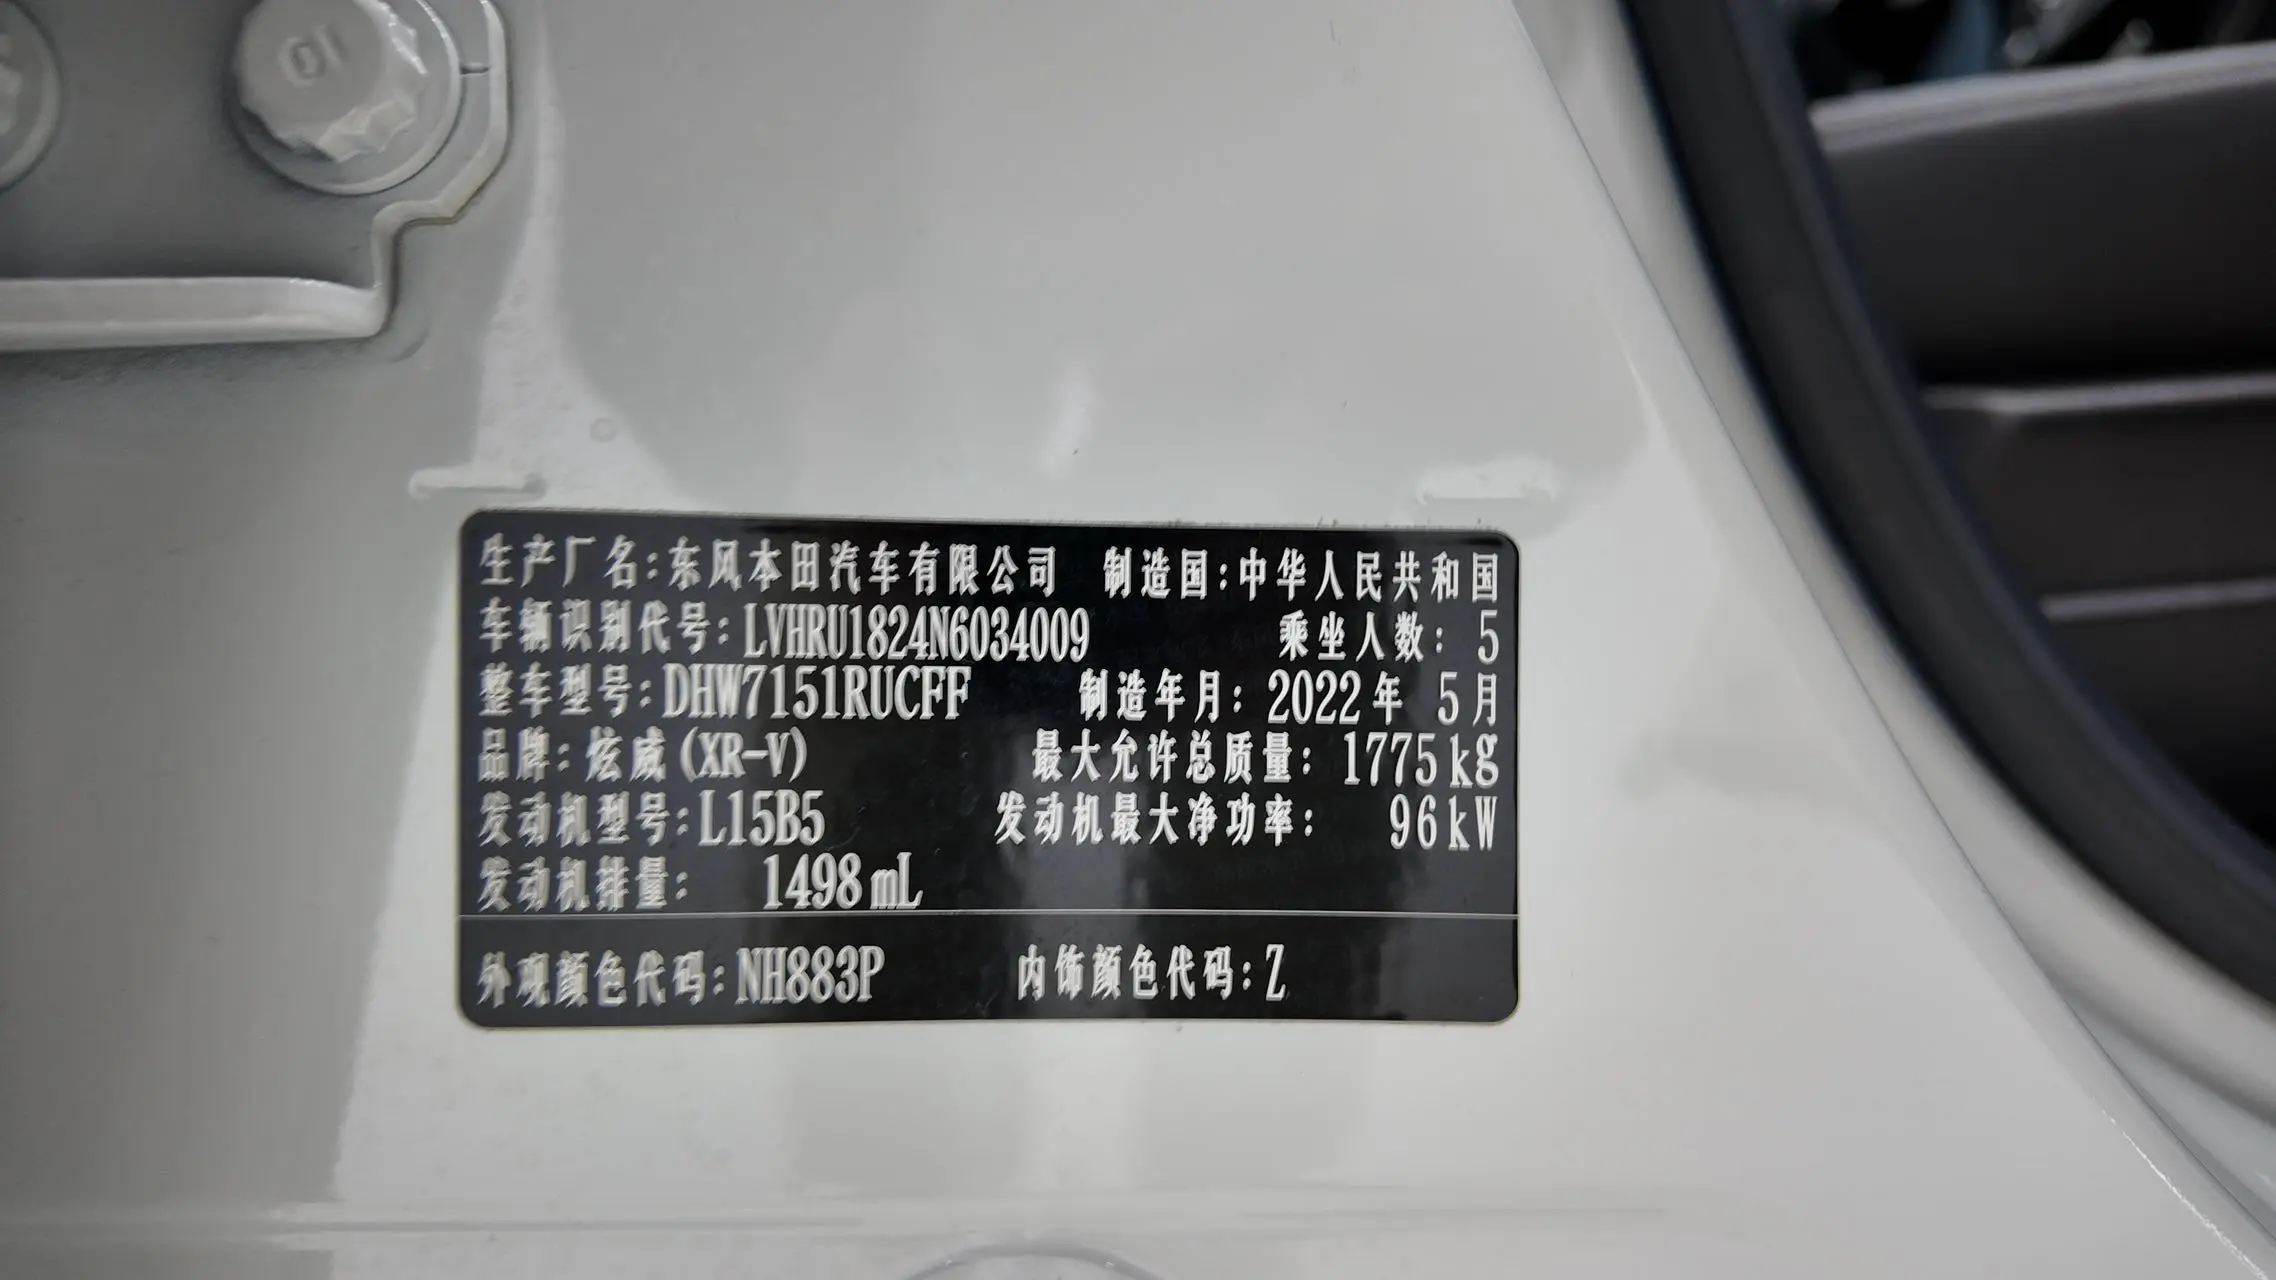 10
生产厂名:东风本田汽车有限公司 制造国:中华人民共和国
车辆识别代号:LVHRU1824N6034009 乘坐人数: 5
整车型号:DHW7151RUCFF 制造年月: 2022年 5月
品牌: 炫威(XR-V) 最大允许总质量: 1775kg
发动机型号:L15B5 发动机最大净功率: 96kW
发动机排量: 1498mL
外观颜色代码:NH883P 内饰颜色代码:Z